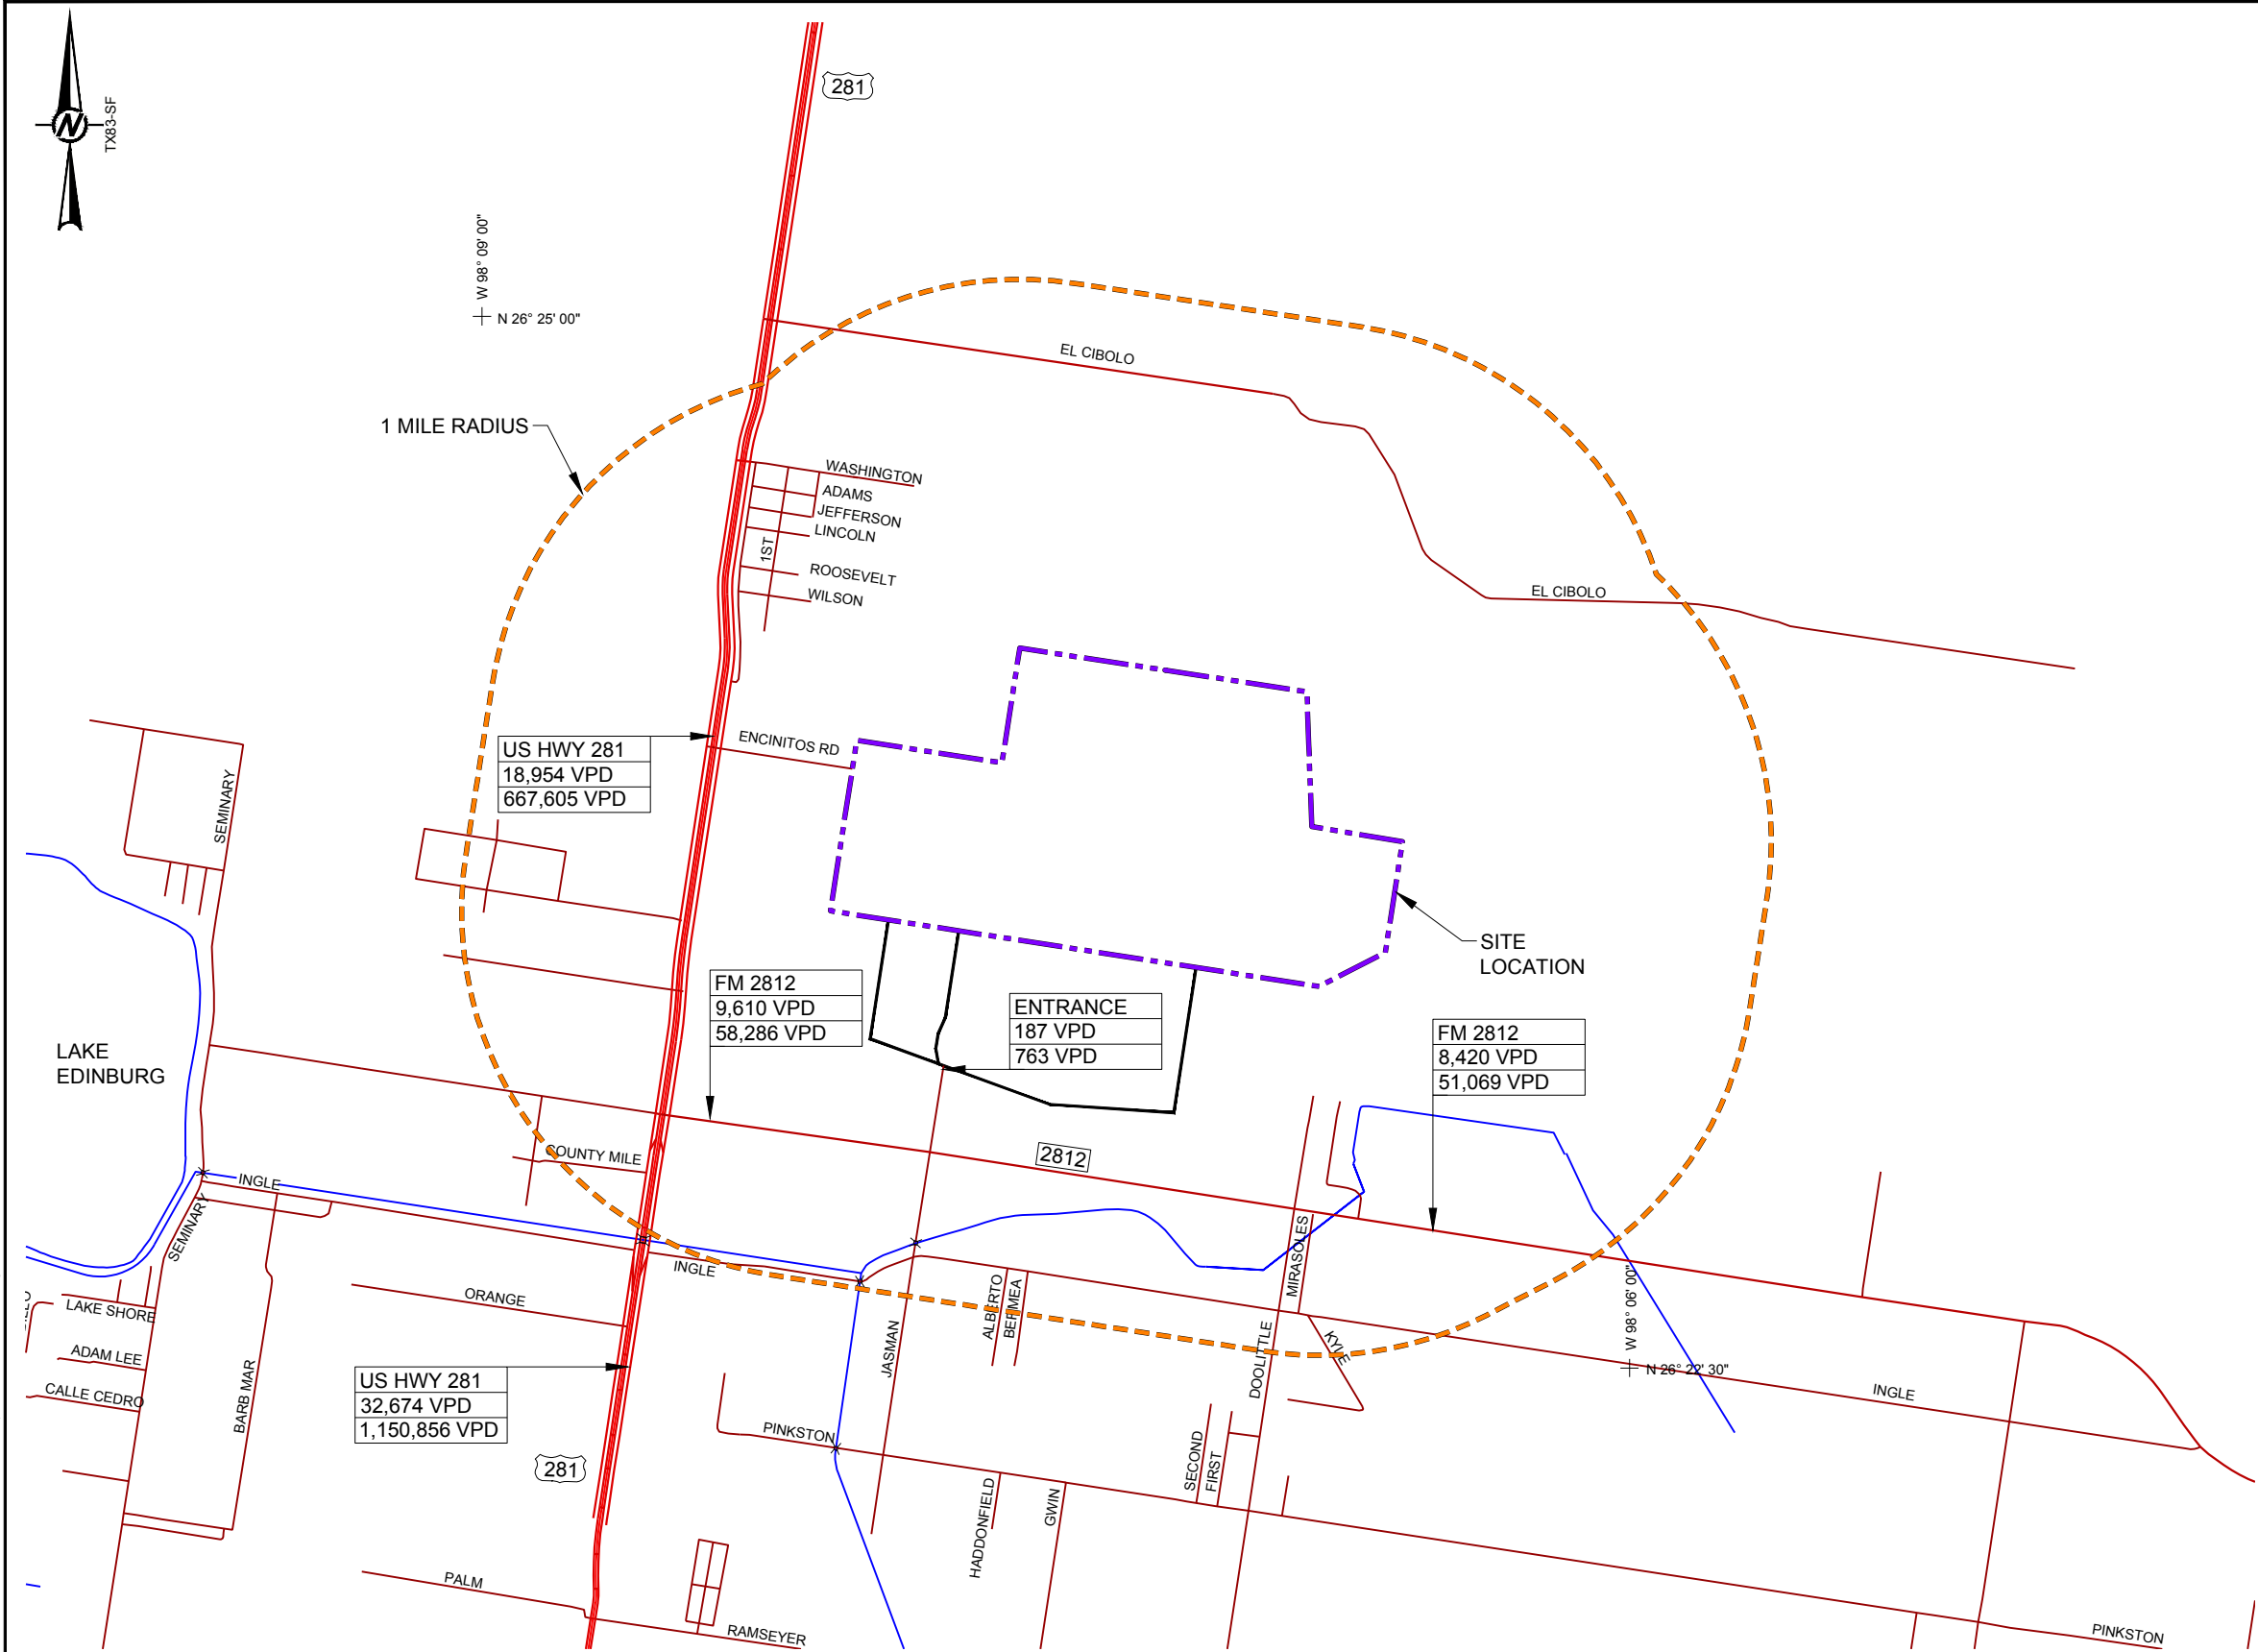 N
TX83-SF
281
W 98° 09' 00"
N 26° 25' 00"
EL CIBOLO
1 MILE RADIUS
WASHINGTON
ADAMS
JEFFERSON
LINCOLN
1ST
ROOSEVELT
WILSON
EL CIBOLO
US HWY 281
18,954 VPD
667,605 VPD
ENCINITOS RD
SEMINARY
SITE
LOCATION
FM 2812
9,610 VPD
58,286 VPD
ENTRANCE
187 VPD
763 VPD
FM 2812
8,420 VPD
51,069 VPD
LAKE
EDINBURG
COUNTY MILE
2812
INGLE
SEMINARY
INGLE
MIRASOLES
ORANGE
LAKE SHORE
ALBERTO
BERMEA
JASMAN
DOOLITTLE
KYLE
W 98° 06' 00"
N 26° 22' 30"
INGLE
ADAM LEE
CALLE CEDRO
BARB MAR
US HWY 281
32,674 VPD
1,150,856 VPD
281
PINKSTON
SECOND
FIRST
HADDONFIELD
GWIN
PALM
RAMSEYER
PINKSTON